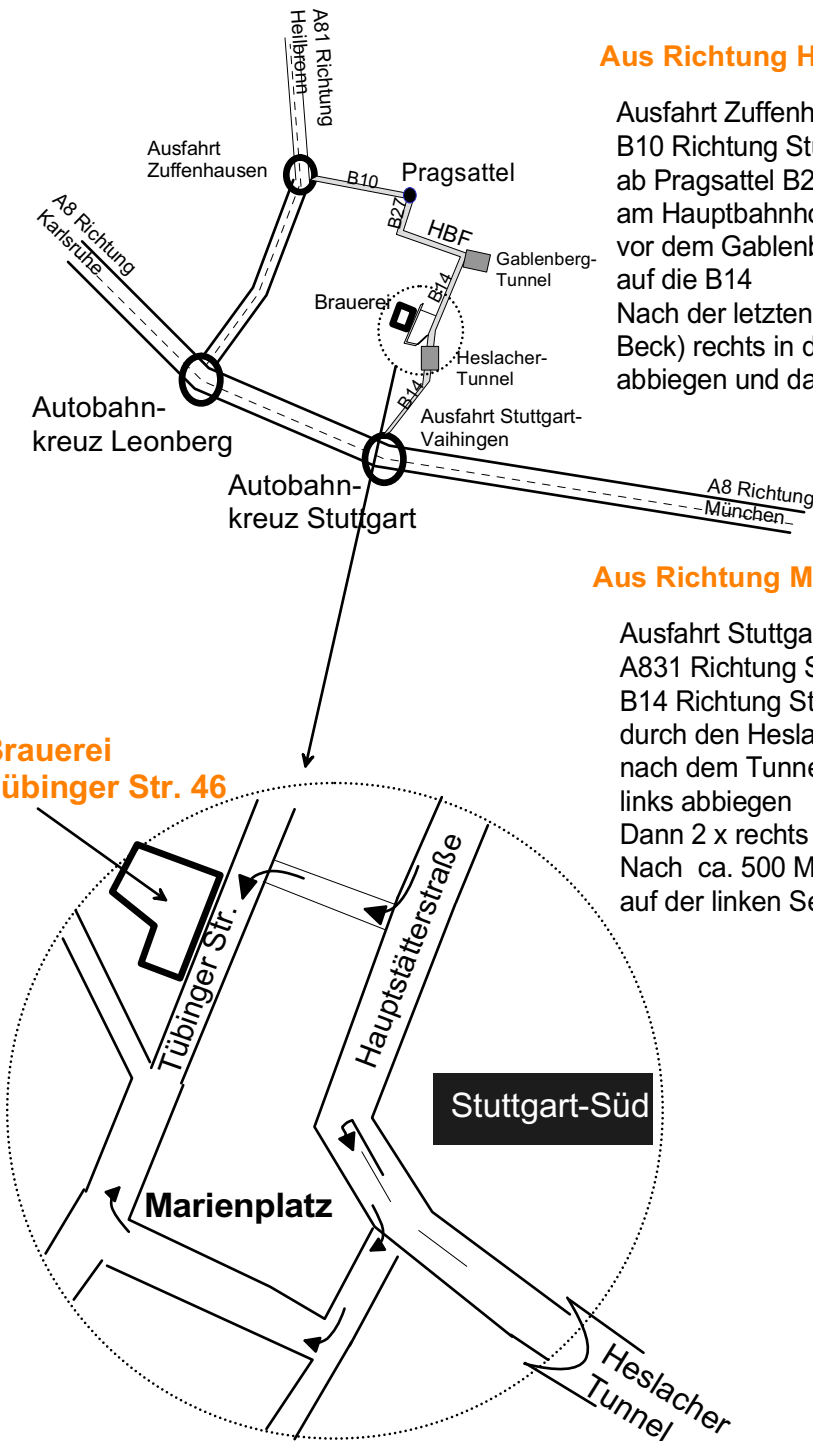 A81 Richtung
Heilbronn
Ausfahrt
Zuffenhausen
B10
Pragsattel
B27
HBF
Gablenberg-
Tunnel
A8 Richtung
Karlsruhe
B14
Brauerei
Heslacher-
Tunnel
B14
Ausfahrt Stuttgart-
Vaihingen
Autobahn-
kreuz Leonberg
Autobahn-
kreuz Stuttgart
A8 Richtung
München
Aus Richtung H
Ausfahrt Zuffenh
B10 Richtung Stu
ab Pragsattel B2
am Hauptbahnho
vor dem Gablenb
auf die B14
Nach der letzten
Beck) rechts in d
abbiegen und da
Aus Richtung M
Ausfahrt Stuttga
A831 Richtung S
B14 Richtung St
durch den Hesla
nach dem Tunne
links abbiegen
Dann 2 x rechts
Nach ca. 500 M
auf der linken Se
Brauerei
übinger Str. 46
Tübinger Str.
Hauptstätterstraße
Stuttgart-Süd
Marienplatz
Heslacher
Tunnel